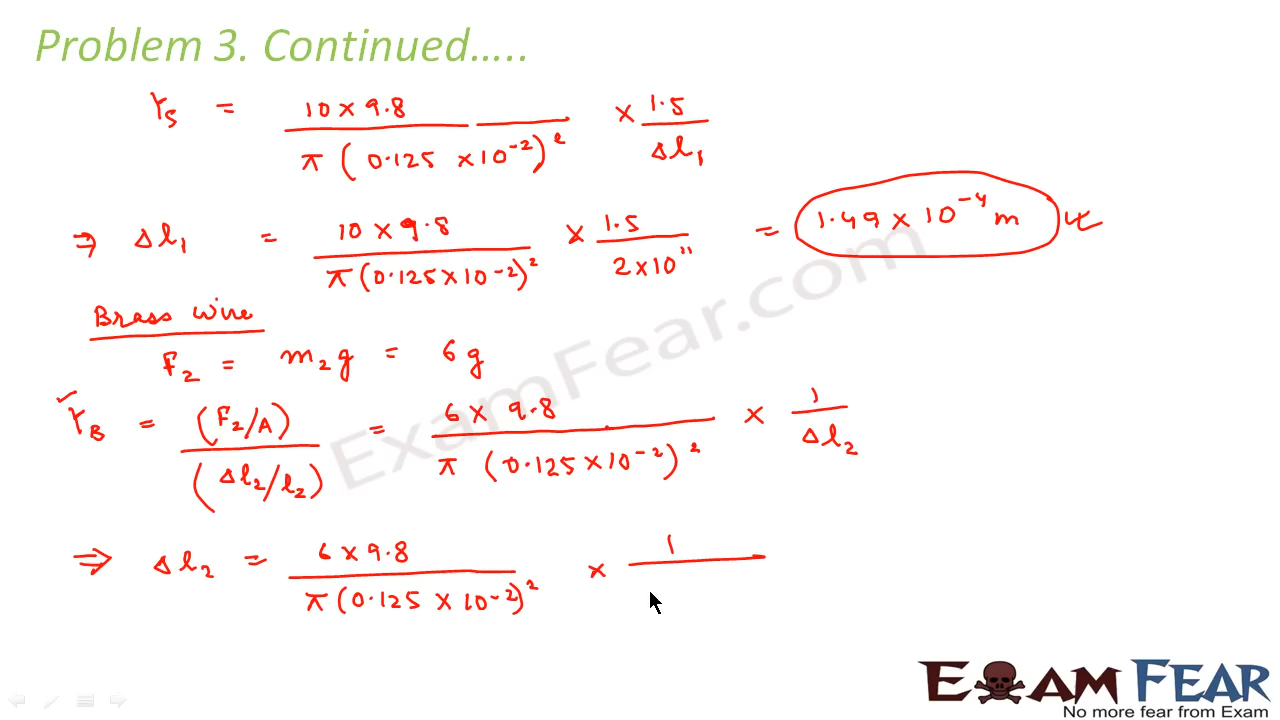 Problem 3. Continued.....
Y_S = 10 × 9.8 / π (0.125 × 10^-2)^2 × 1.5 / Δl_1
⇒ Δl_1 = 10 × 9.8 / π (0.125 × 10^-2)^2 × 1.5 / 2 × 10^11 = 1.49 × 10^-4 m
Brass wire
F_2 = m_2 g = 6 g
Y_B = (F_2/A) / (Δl_2/l_2) = 6 × 9.8 / π (0.125 × 10^-2)^2 × 1 / Δl_2
⇒ Δl_2 = 6 × 9.8 / π (0.125 × 10^-2)^2 × 1 /
ExamFear.com
EXAM FEAR
No more fear from Exam